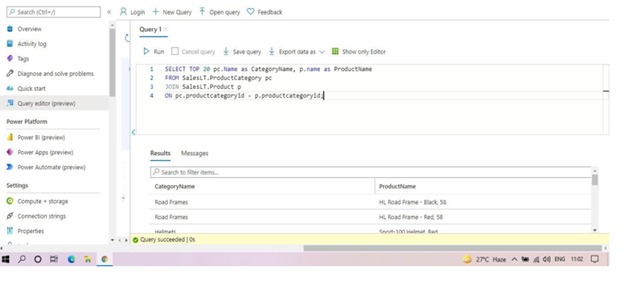 Search (Ctrl+/)
«
Login
New Query
Open query
Feedback
Overview
Activity log
Tags
Diagnose and solve problems
Quick start
Query editor (preview)
Power Platform
Power BI (preview)
Power Apps (preview)
Power Automate (preview)
Settings
Compute + storage
Connection strings
Properties
Query 1 ×
Run
Cancel query
Save query
Export data as
Show only Editor
1 SELECT TOP 20 pc.Name as CategoryName, p.name as ProductName
2 FROM SalesLT.ProductCategory pc
3 JOIN SalesLT.Product p
4 ON pc.productcategoryid = p.productcategoryid;
Results Messages
Search to filter items...
CategoryName ProductName
Road Frames HL Road Frame - Black, 58
Road Frames HL Road Frame - Red, 58
Helmets Sport-100 Helmet, Red
Query succeeded | 0s
27°C Haze ENG 11:02